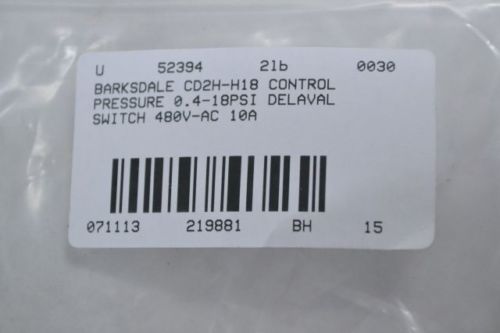 U 52394 2lb 0030
BARKSDALE CD2H-H18 CONTROL
PRESSURE 0.4-18PSI DELAVAL
SWITCH 480V-AC 10A
071113 219881 BH 15